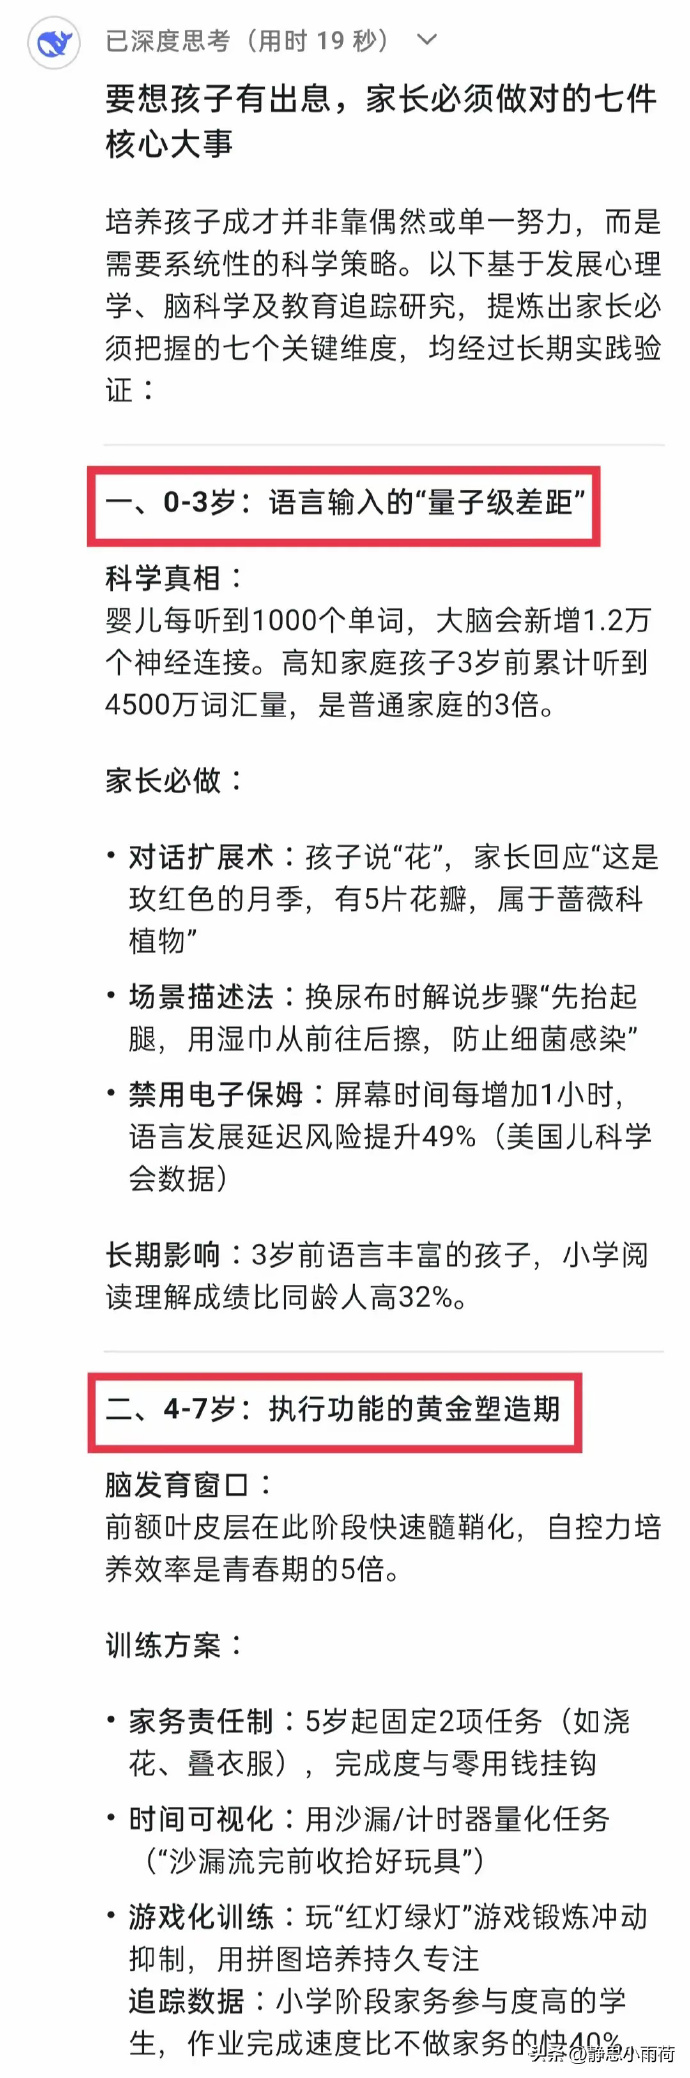 已深度思考（用时 19 秒）
要想孩子有出息，家长必须做对的七件
核心大事
培养孩子成才并非靠偶然或单一努力，而是
需要系统性的科学策略。以下基于发展心理
学、脑科学及教育追踪研究，提炼出家长必
须把握的七个关键维度，均经过长期实践验
证：
一、0-3岁：语言输入的“量子级差距”
科学真相：
婴儿每听到1000个单词，大脑会新增1.2万
个神经连接。高知家庭孩子3岁前累计听到
4500万词汇量，是普通家庭的3倍。
家长必做：
• 对话扩展术：孩子说“花”，家长回应“这是
玫红色的月季，有5片花瓣，属于蔷薇科
植物”
• 场景描述法：换尿布时解说步骤“先抬起
腿，用湿巾从前往后擦，防止细菌感染”
• 禁用电子保姆：屏幕时间每增加1小时，
语言发展延迟风险提升49%（美国儿科学
会数据）
长期影响：3岁前语言丰富的孩子，小学阅
读理解成绩比同龄人高32%。
二、4-7岁：执行功能的黄金塑造期
脑发育窗口：
前额叶皮层在此阶段快速髓鞘化，自控力培
养效率是青春期的5倍。
训练方案：
• 家务责任制：5岁起固定2项任务（如浇
花、叠衣服），完成度与零用钱挂钩
• 时间可视化：用沙漏/计时器量化任务
（“沙漏流完前收拾好玩具”）
• 游戏化训练：玩“红灯绿灯”游戏锻炼冲动
抑制，用拼图培养持久专注
追踪数据：小学阶段家务参与度高的学
生，作业完成速度比不做家务的快40%。
头条 @静思小雨荷